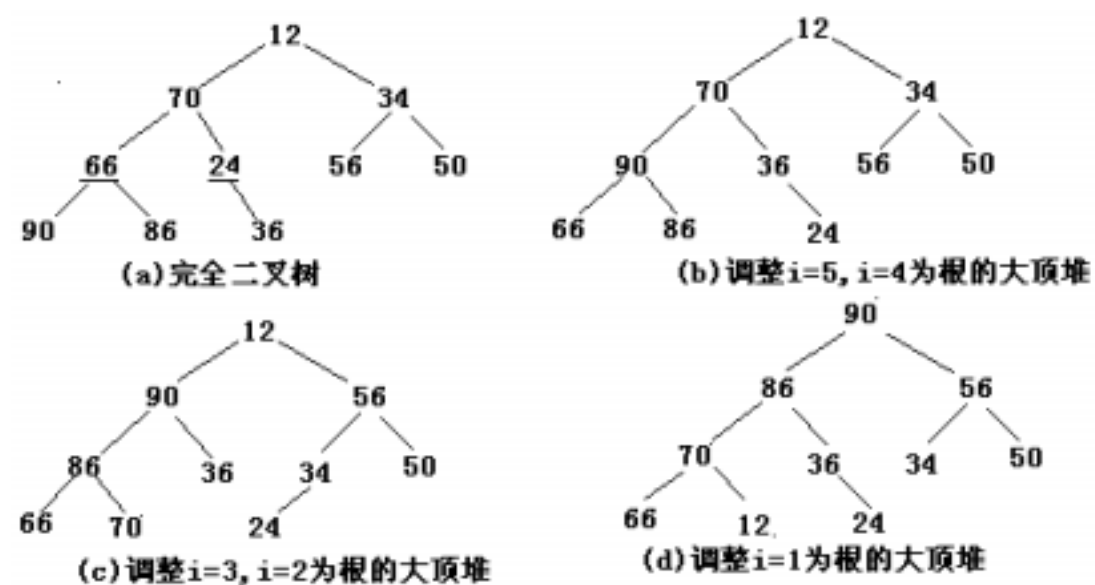 12
70 34
66 24 56 50
90 86 36
(a)完全二叉树
12
70 34
90 36 56 50
66 86 24
(b)调整i=5,i=4为根的大顶堆
12
90 56
86 36 34 50
66 70 24
(c)调整i=3,i=2为根的大顶堆
90
86 56
70 36 34 50
66 12 24
(d)调整i=1为根的大顶堆